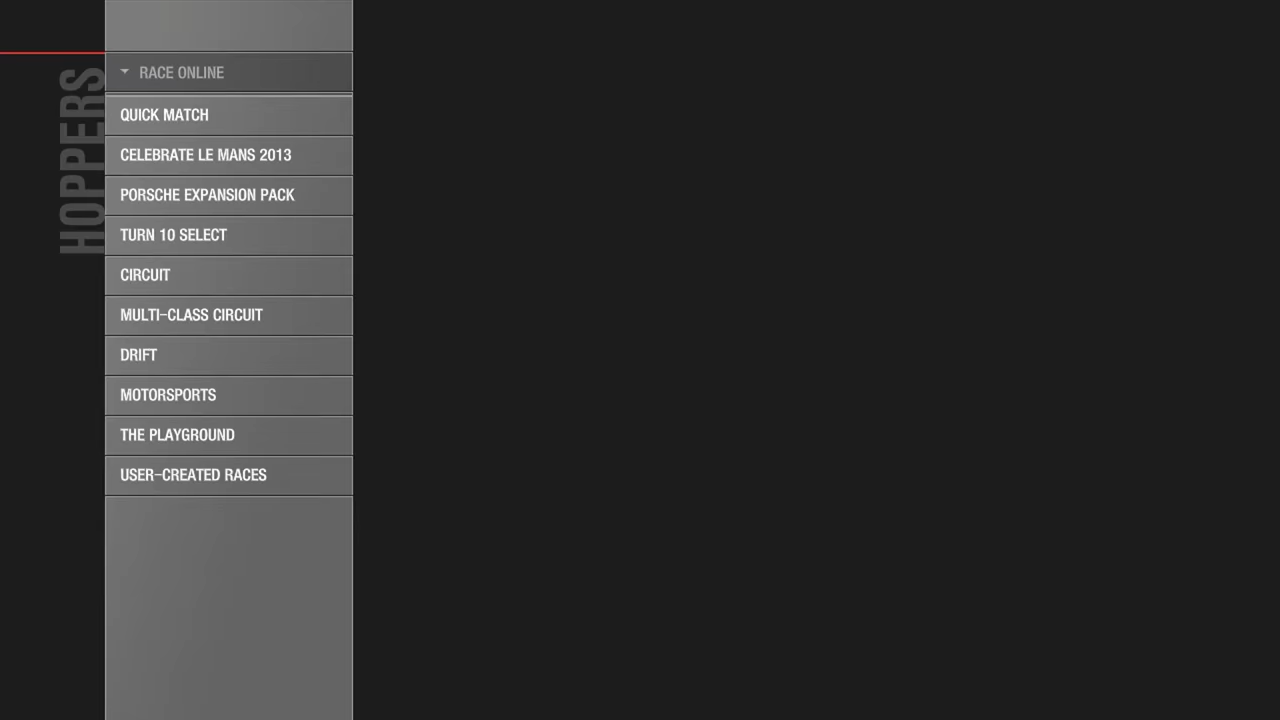 HOPPERS
RACE ONLINE
QUICK MATCH
CELEBRATE LE MANS 2013
PORSCHE EXPANSION PACK
TURN 10 SELECT
CIRCUIT
MULTI-CLASS CIRCUIT
DRIFT
MOTORSPORTS
THE PLAYGROUND
USER-CREATED RACES